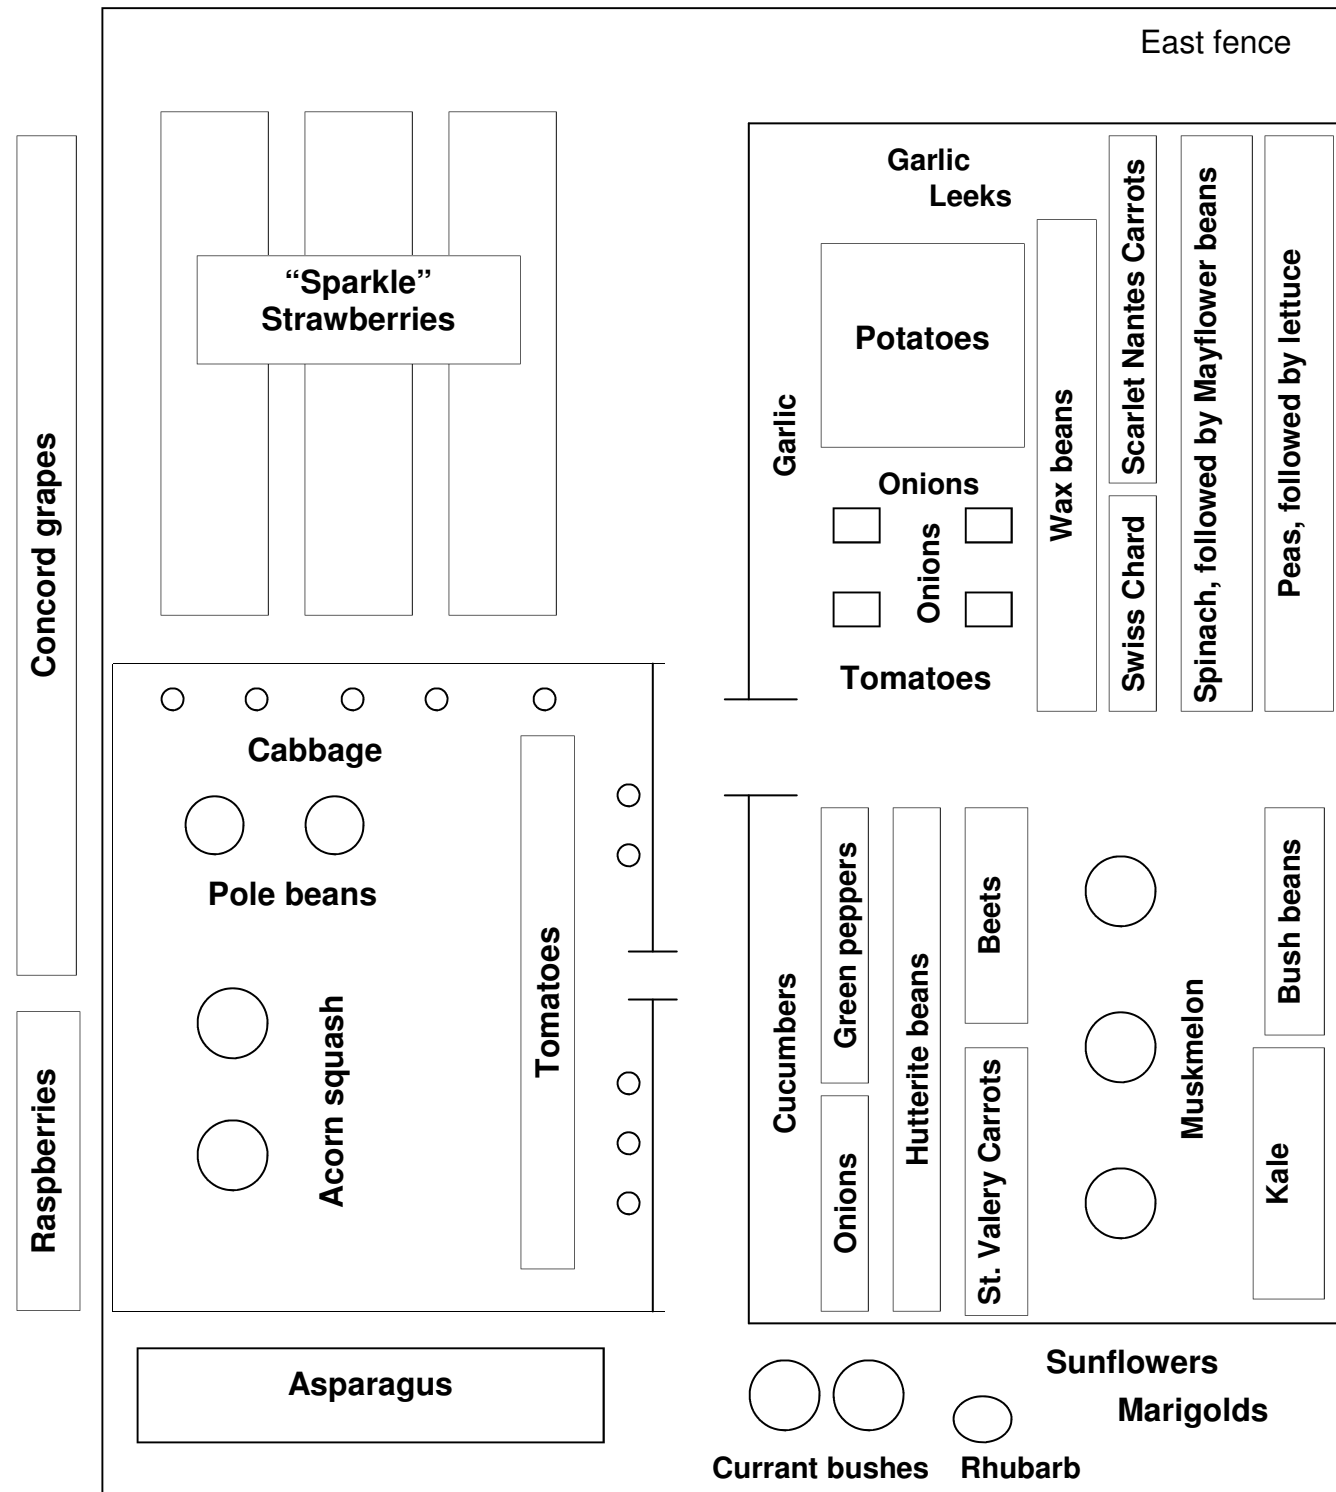 East fence
Concord grapes
Raspberries
“Sparkle”
Strawberries
Garlic
Leeks
Garlic
Potatoes
Onions
Onions
Tomatoes
Wax beans
Scarlet Nantes Carrots
Swiss Chard
Spinach, followed by Mayflower beans
Peas, followed by lettuce
Cabbage
Pole beans
Acorn squash
Tomatoes
Cucumbers
Green peppers
Onions
Hutterite beans
Beets
St. Valery Carrots
Muskmelon
Bush beans
Kale
Asparagus
Sunflowers
Marigolds
Currant bushes
Rhubarb